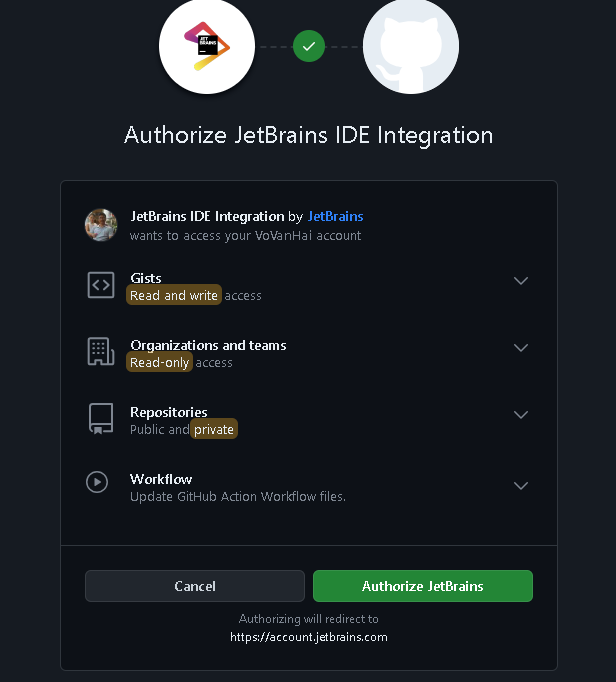 JET
BRAINS
Authorize JetBrains IDE Integration
JetBrains IDE Integration by JetBrains
wants to access your VoVanHai account
Gists
Read and write access
Organizations and teams
Read-only access
Repositories
Public and private
Workflow
Update GitHub Action Workflow files.
Cancel
Authorize JetBrains
Authorizing will redirect to
https://account.jetbrains.com